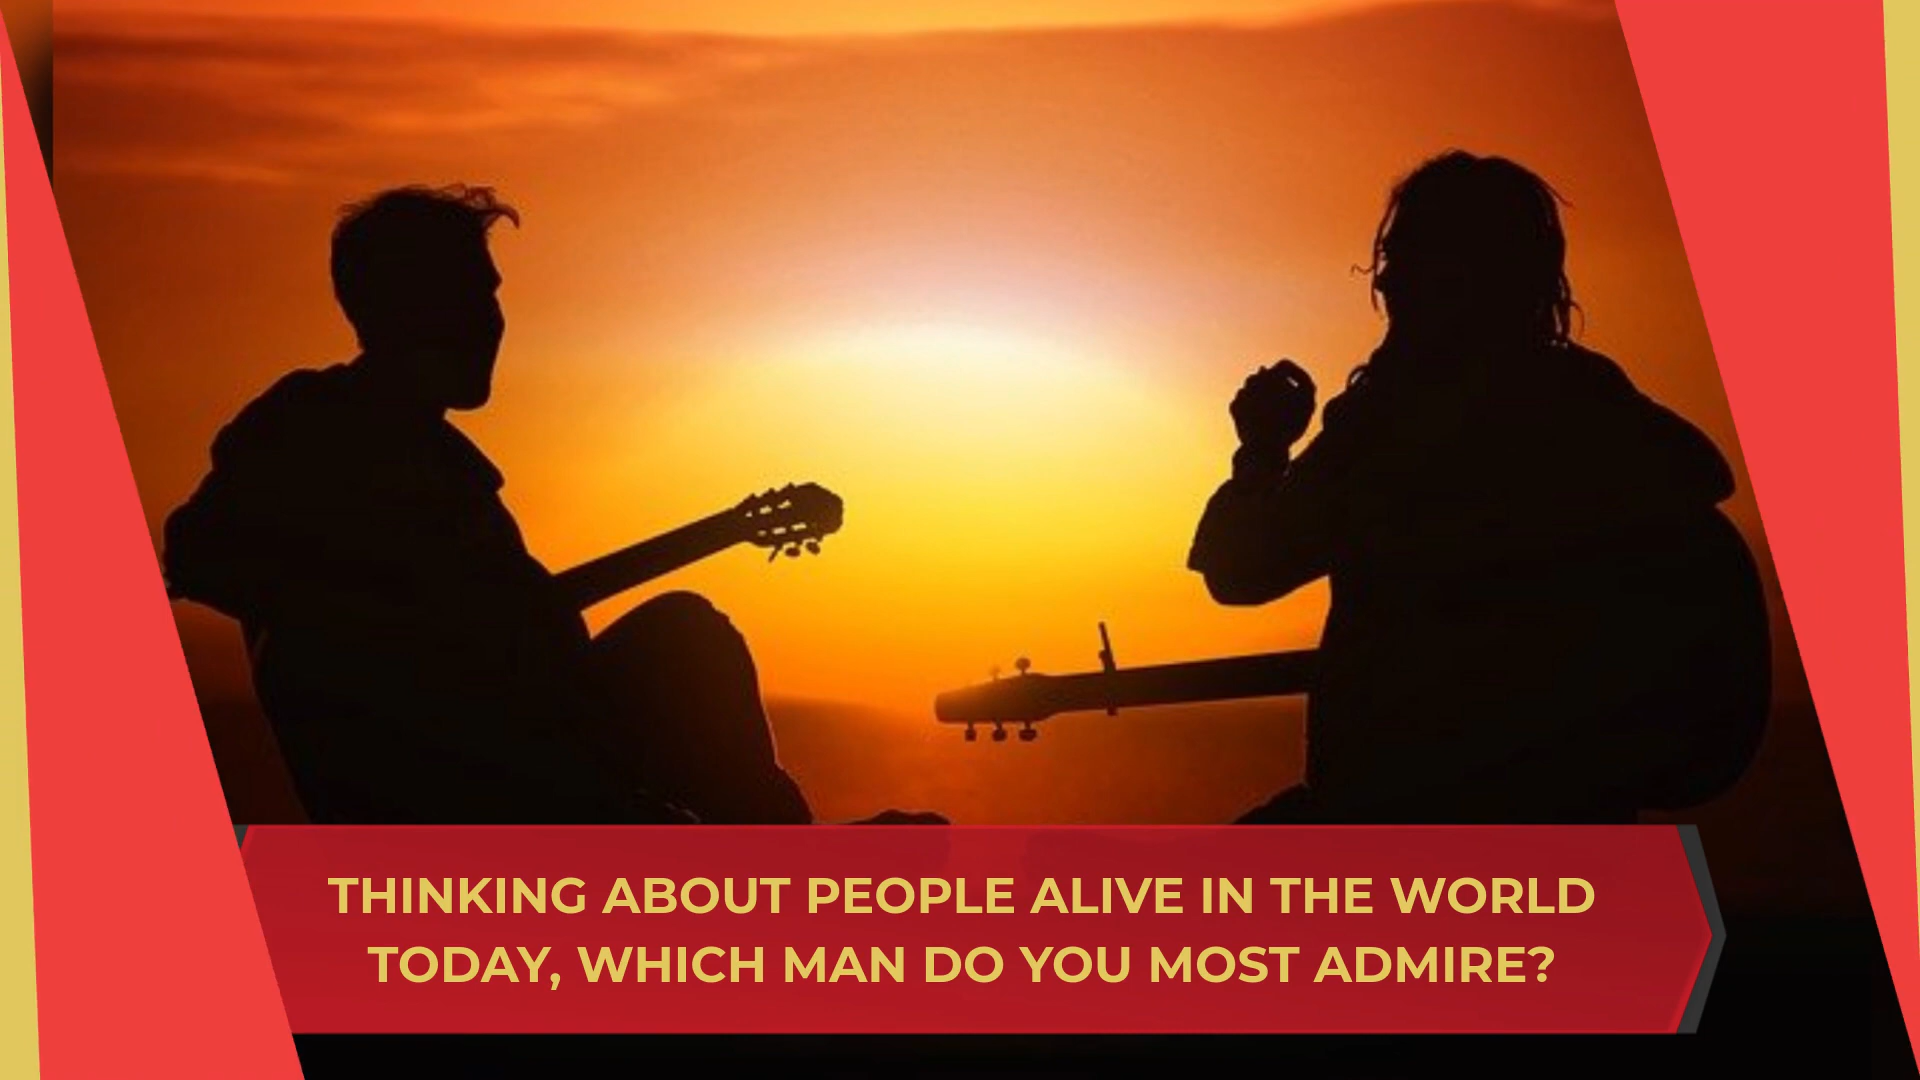 THINKING ABOUT PEOPLE ALIVE IN THE WORLD
TODAY, WHICH MAN DO YOU MOST ADMIRE?